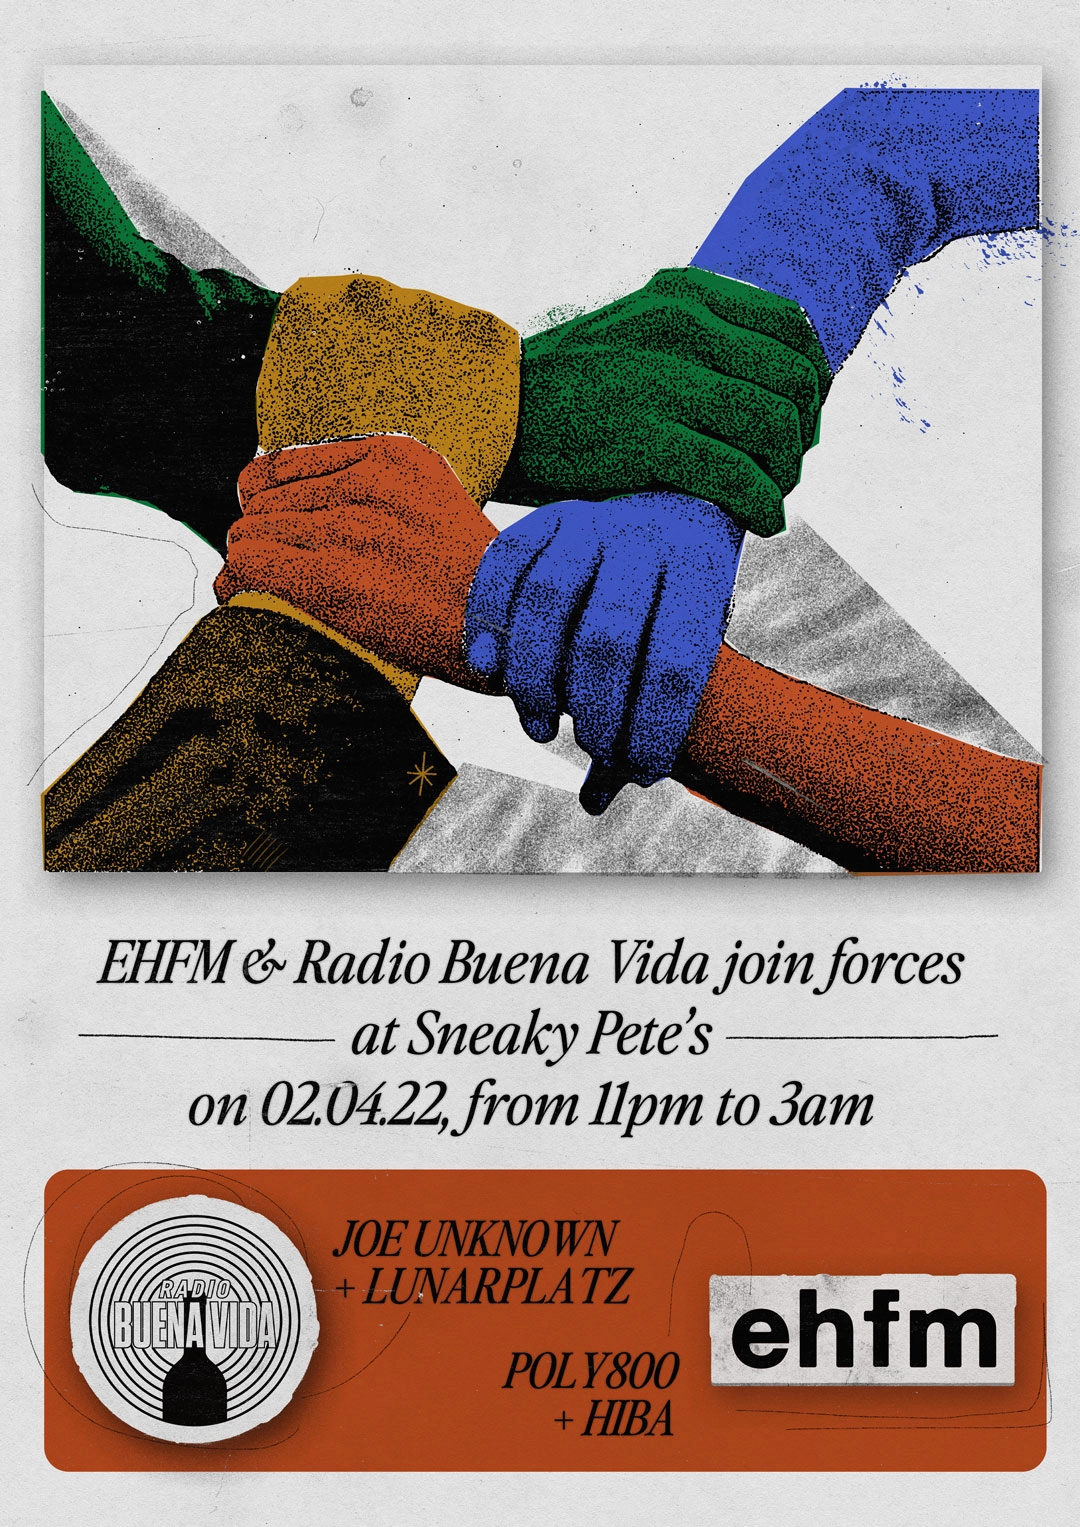 EHFM & Radio Buena Vida join forces
at Sneaky Pete's
on 02.04.22, from 11pm to 3am
RADIO
BUENA VIDA
JOE UNKNOWN
+ LUNARPLATZ
POLY800
+ HIBA
ehfm